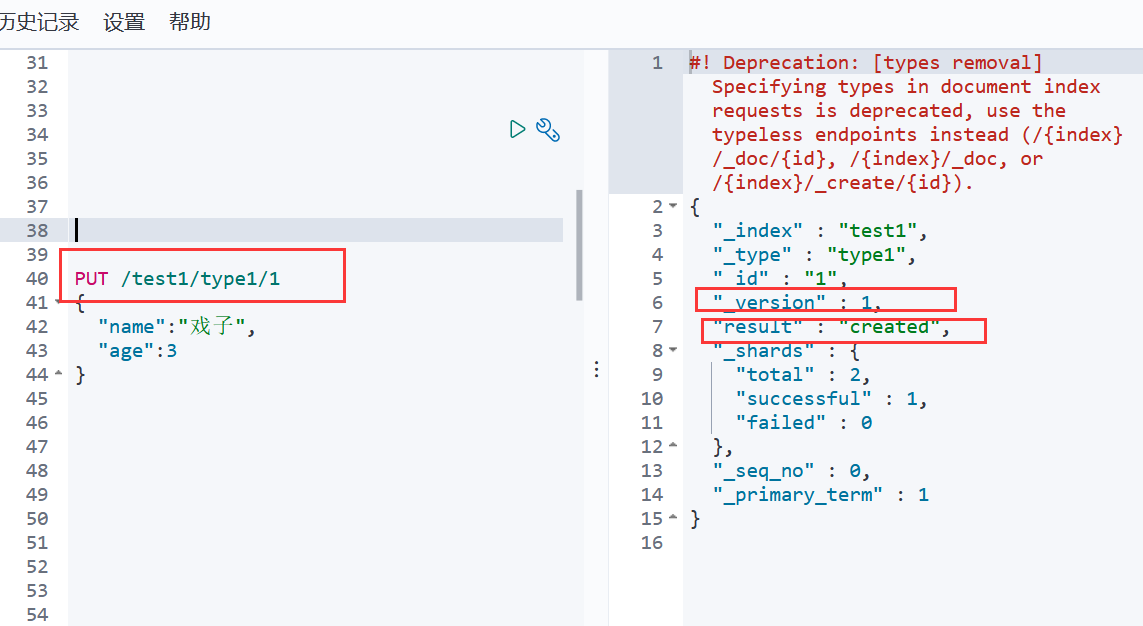 历史记录 设置 帮助
31
32
33
34
35
36
37
38
39
40 PUT /test1/type1/1
41 {
42 "name":"戏子",
43 "age":3
44 }
45
46
47
48
49
50
51
52
53
54
1 #! Deprecation: [types removal]
Specifying types in document index
requests is deprecated, use the
typeless endpoints instead (/{index}
/_doc/{id}, /{index}/_doc, or
/{index}/_create/{id}).
2 {
3 "_index" : "test1",
4 "_type" : "type1",
5 "_id" : "1",
6 "_version" : 1,
7 "result" : "created",
8 "_shards" : {
9 "total" : 2,
10 "successful" : 1,
11 "failed" : 0
12 },
13 "_seq_no" : 0,
14 "_primary_term" : 1
15 }
16